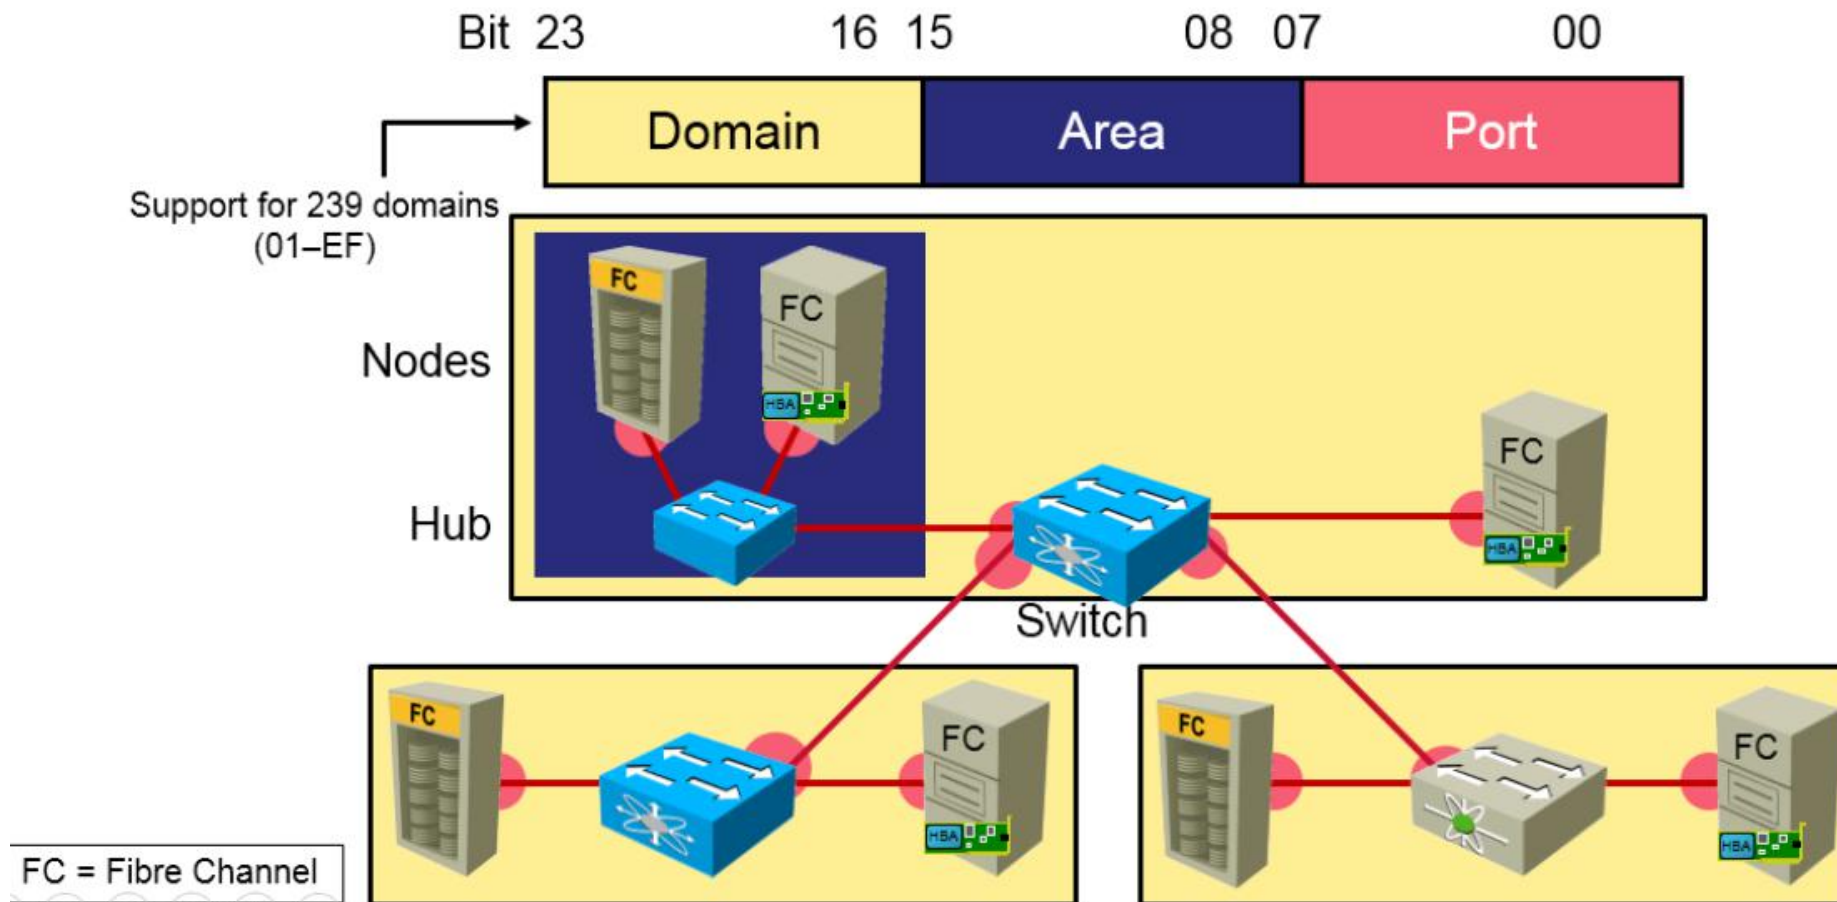 Bit 23 16 15 08 07 00
Domain Area Port
Support for 239 domains
(01–EF)
FC
FC
Nodes
HBA
FC
Hub
HBA
Switch
FC
FC
HBA
FC
FC
HBA
FC = Fibre Channel